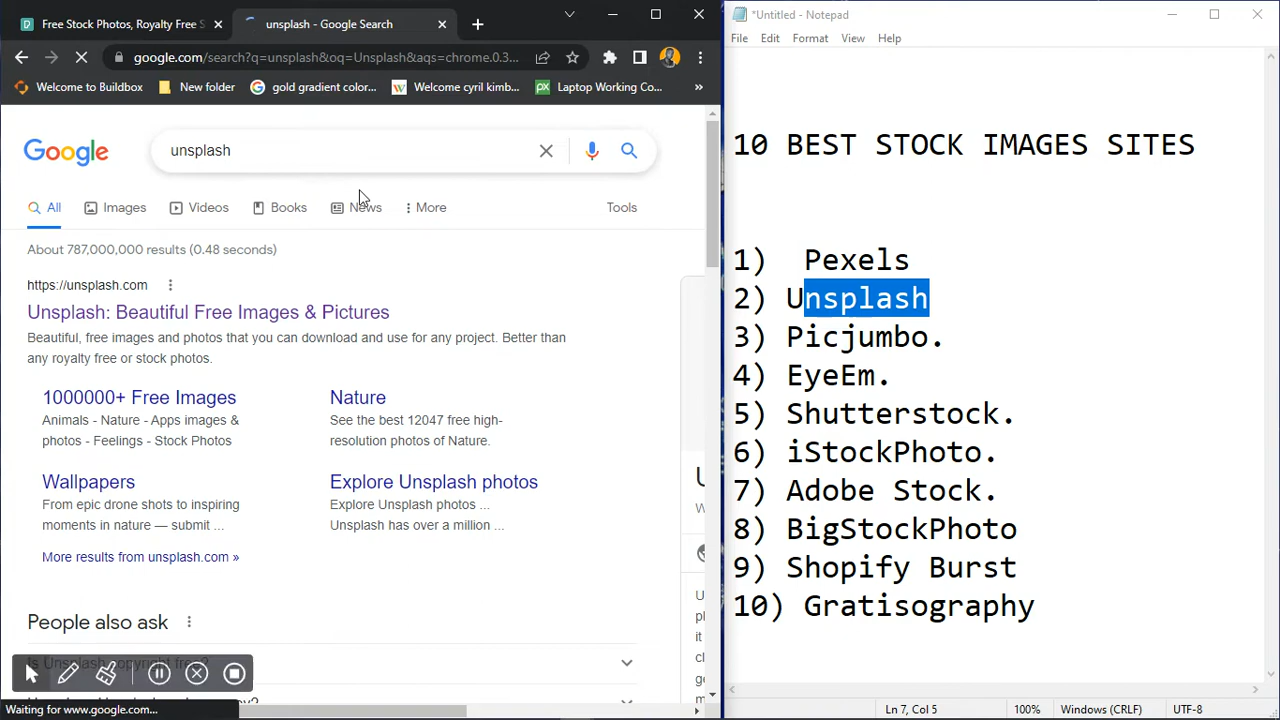 Free Stock Photos, Royalty Free S
unsplash - Google Search
google.com/search?q=unsplash&oq=Unsplash&aqs=chrome.0.3...
Welcome to Buildbox
New folder
gold gradient color...
Welcome cyril kimb...
Laptop Working Co...
»
Google
unsplash
All
Images
Videos
Books
News
More
Tools
About 787,000,000 results (0.48 seconds)
https://unsplash.com
Unsplash: Beautiful Free Images & Pictures
Beautiful, free images and photos that you can download and use for any project. Better than
any royalty free or stock photos.
1000000+ Free Images
Animals - Nature - Apps images &
photos - Feelings - Stock Photos
Nature
See the best 12047 free high-
resolution photos of Nature.
Wallpapers
From epic drone shots to inspiring
moments in nature — submit ...
Explore Unsplash photos
Explore Unsplash photos ...
Unsplash has over a million ...
More results from unsplash.com »
People also ask
Is Unsplash copyright free?
Waiting for www.google.com...
*Untitled - Notepad
File Edit Format View Help
10 BEST STOCK IMAGES SITES
1) Pexels
2) Unsplash
3) Picjumbo.
4) EyeEm.
5) Shutterstock.
6) iStockPhoto.
7) Adobe Stock.
8) BigStockPhoto
9) Shopify Burst
10) Gratisography
Ln 7, Col 5
100%
Windows (CRLF)
UTF-8